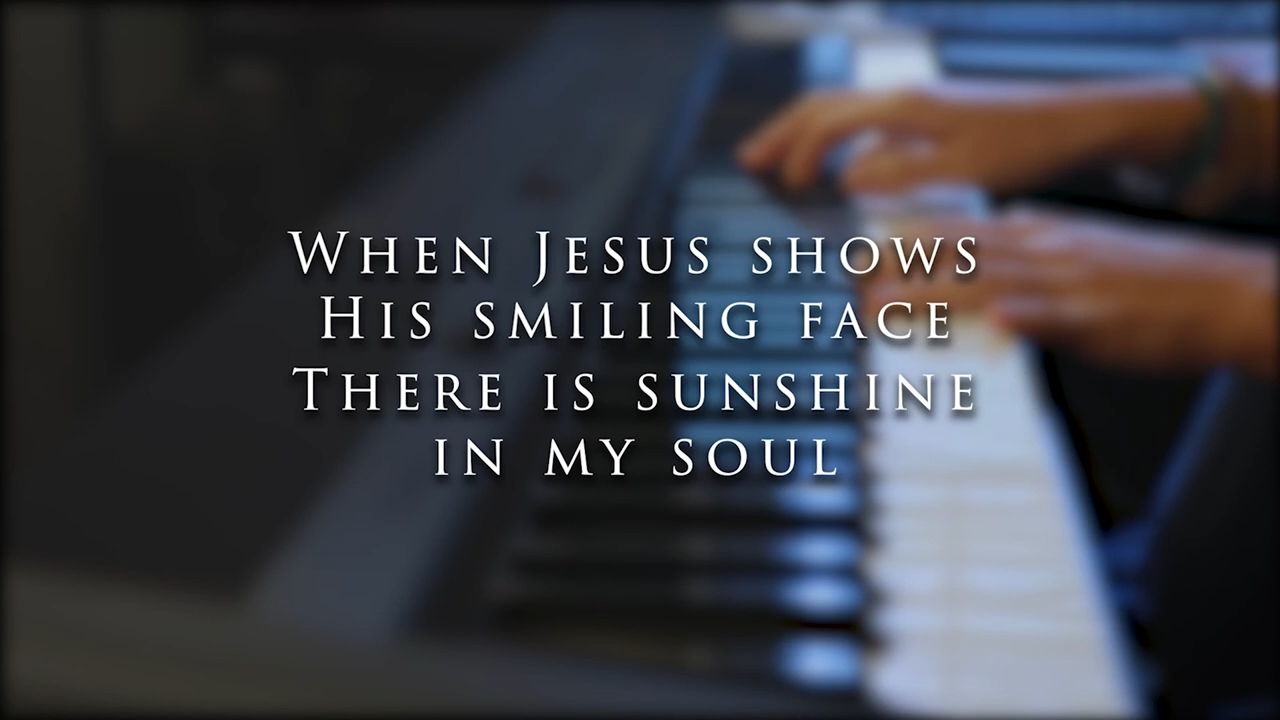 When Jesus shows
His smiling face
There is sunshine
in my soul